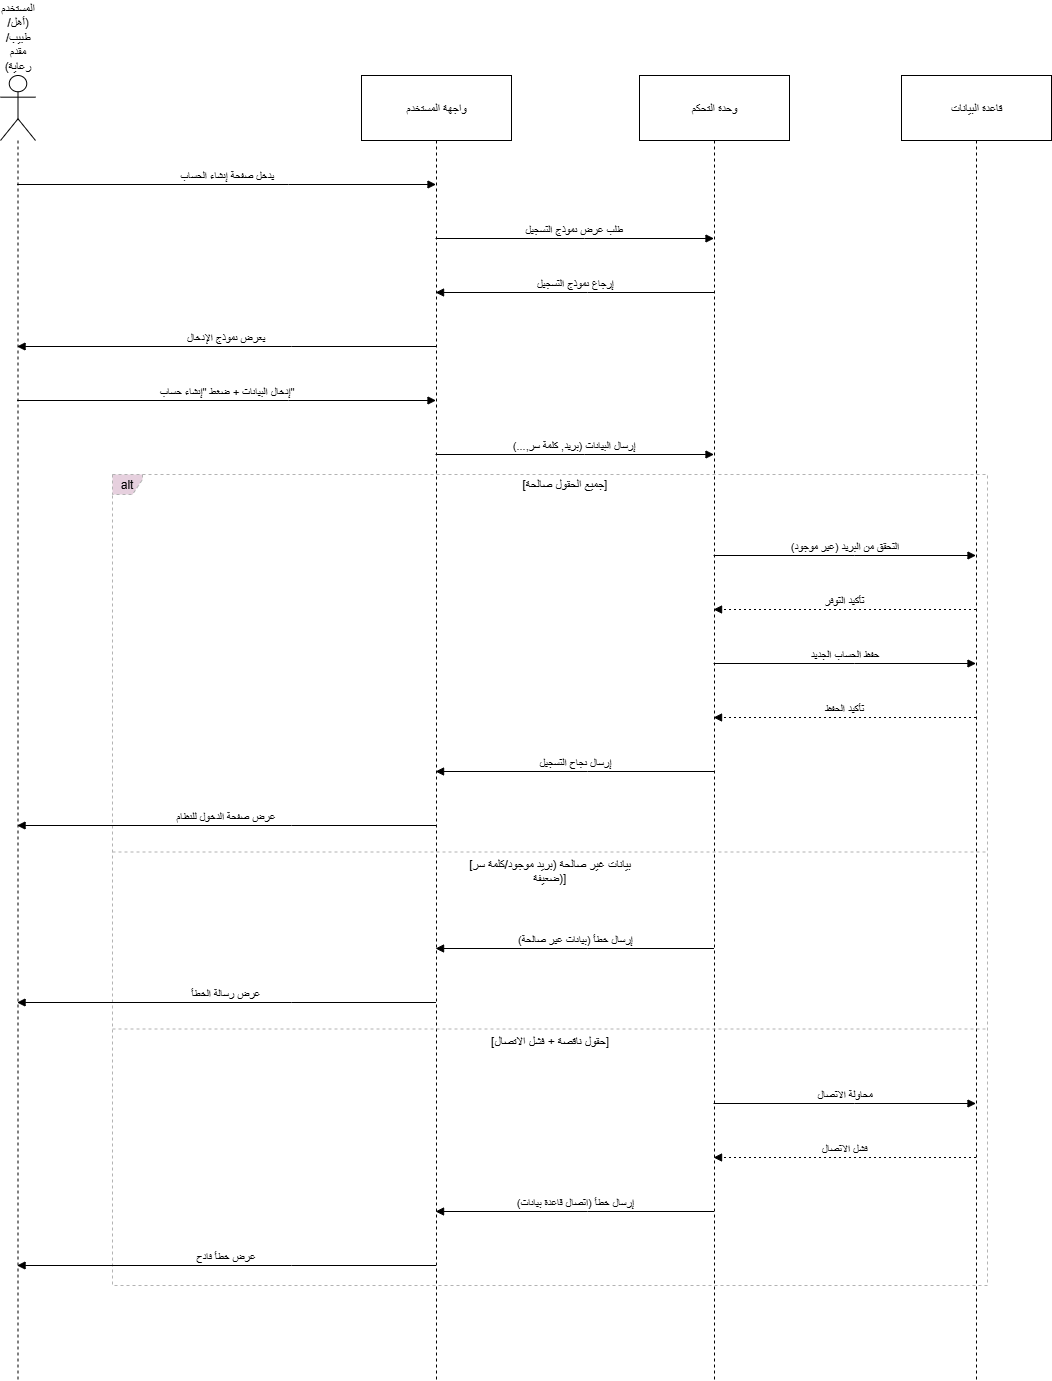 المستخدم
(أهل/
طبيب/
مقدم
رعاية)
واجهة المستخدم
وحدة التحكم
قاعدة البيانات
يدخل صفحة إنشاء الحساب
طلب عرض نموذج التسجيل
إرجاع نموذج التسجيل
يعرض نموذج الإدخال
إدخال البيانات + ضغط "إنشاء حساب"
إرسال البيانات (بريد, كلمة سر,...)
alt
[جميع الحقول صالحة]
التحقق من البريد (غير موجود)
تأكيد التوفر
حفظ الحساب الجديد
تأكيد الحفظ
إرسال نجاح التسجيل
عرض صفحة الدخول للنظام
[بيانات غير صالحة (بريد موجود/كلمة سر
ضعيفة)]
إرسال خطأ (بيانات غير صالحة)
عرض رسالة الخطأ
[حقول ناقصة + فشل الاتصال]
محاولة الاتصال
فشل الاتصال
إرسال خطأ (اتصال قاعدة بيانات)
عرض خطأ فادح